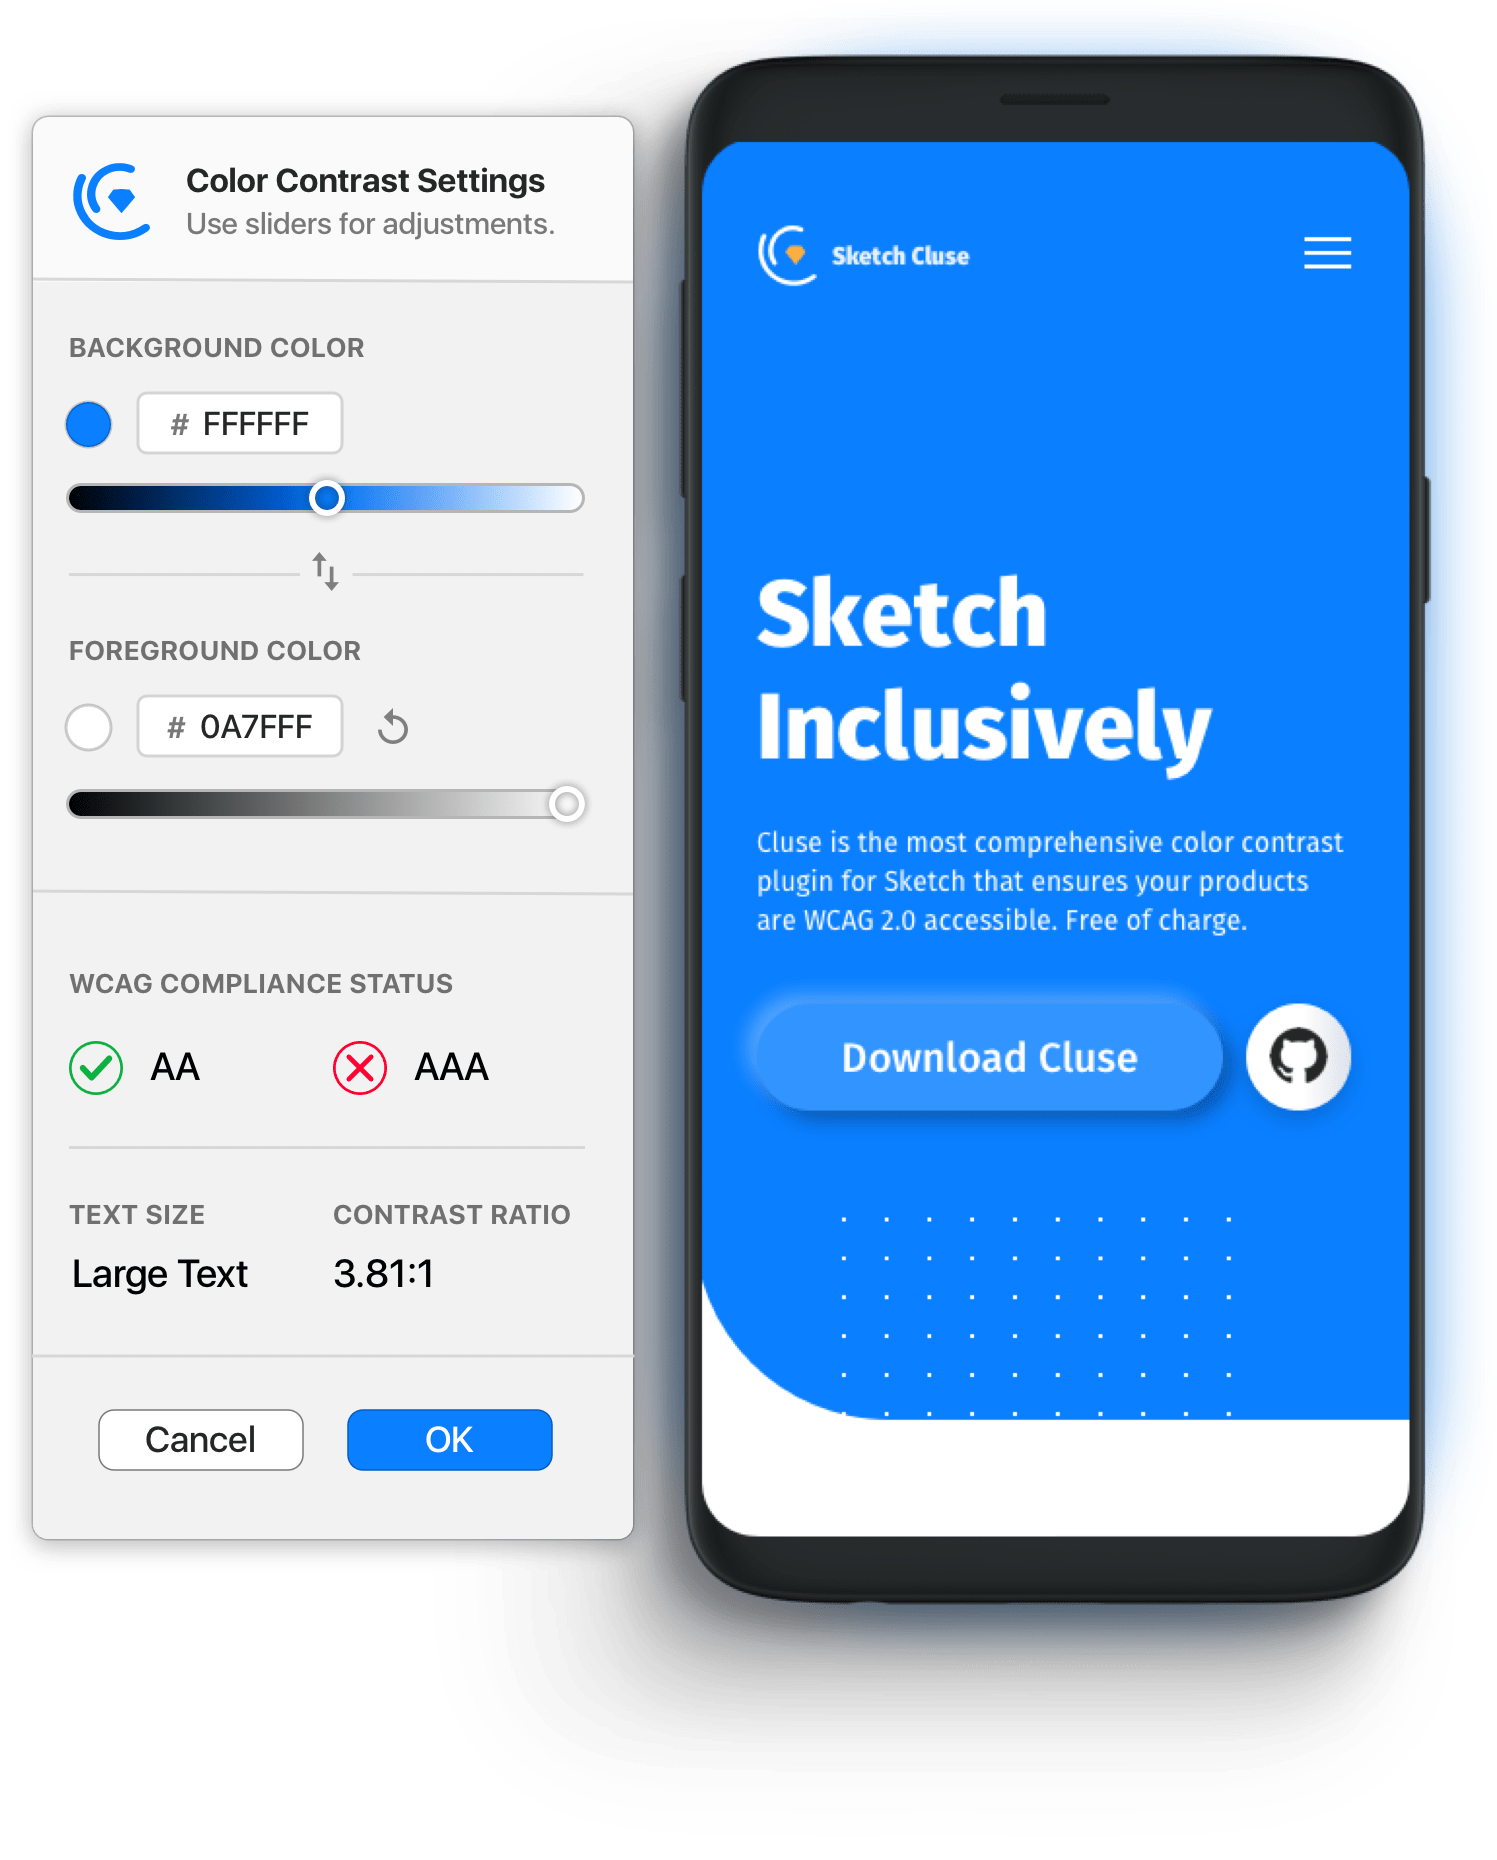 Color Contrast Settings
Use sliders for adjustments.
BACKGROUND COLOR
# FFFFFF
FOREGROUND COLOR
# 0A7FFF
WCAG COMPLIANCE STATUS
AA
AAA
TEXT SIZE
CONTRAST RATIO
Large Text
3.81:1
Cancel
OK
Sketch Cluse
Sketch
Inclusively
Cluse is the most comprehensive color contrast
plugin for Sketch that ensures your products
are WCAG 2.0 accessible. Free of charge.
Download Cluse